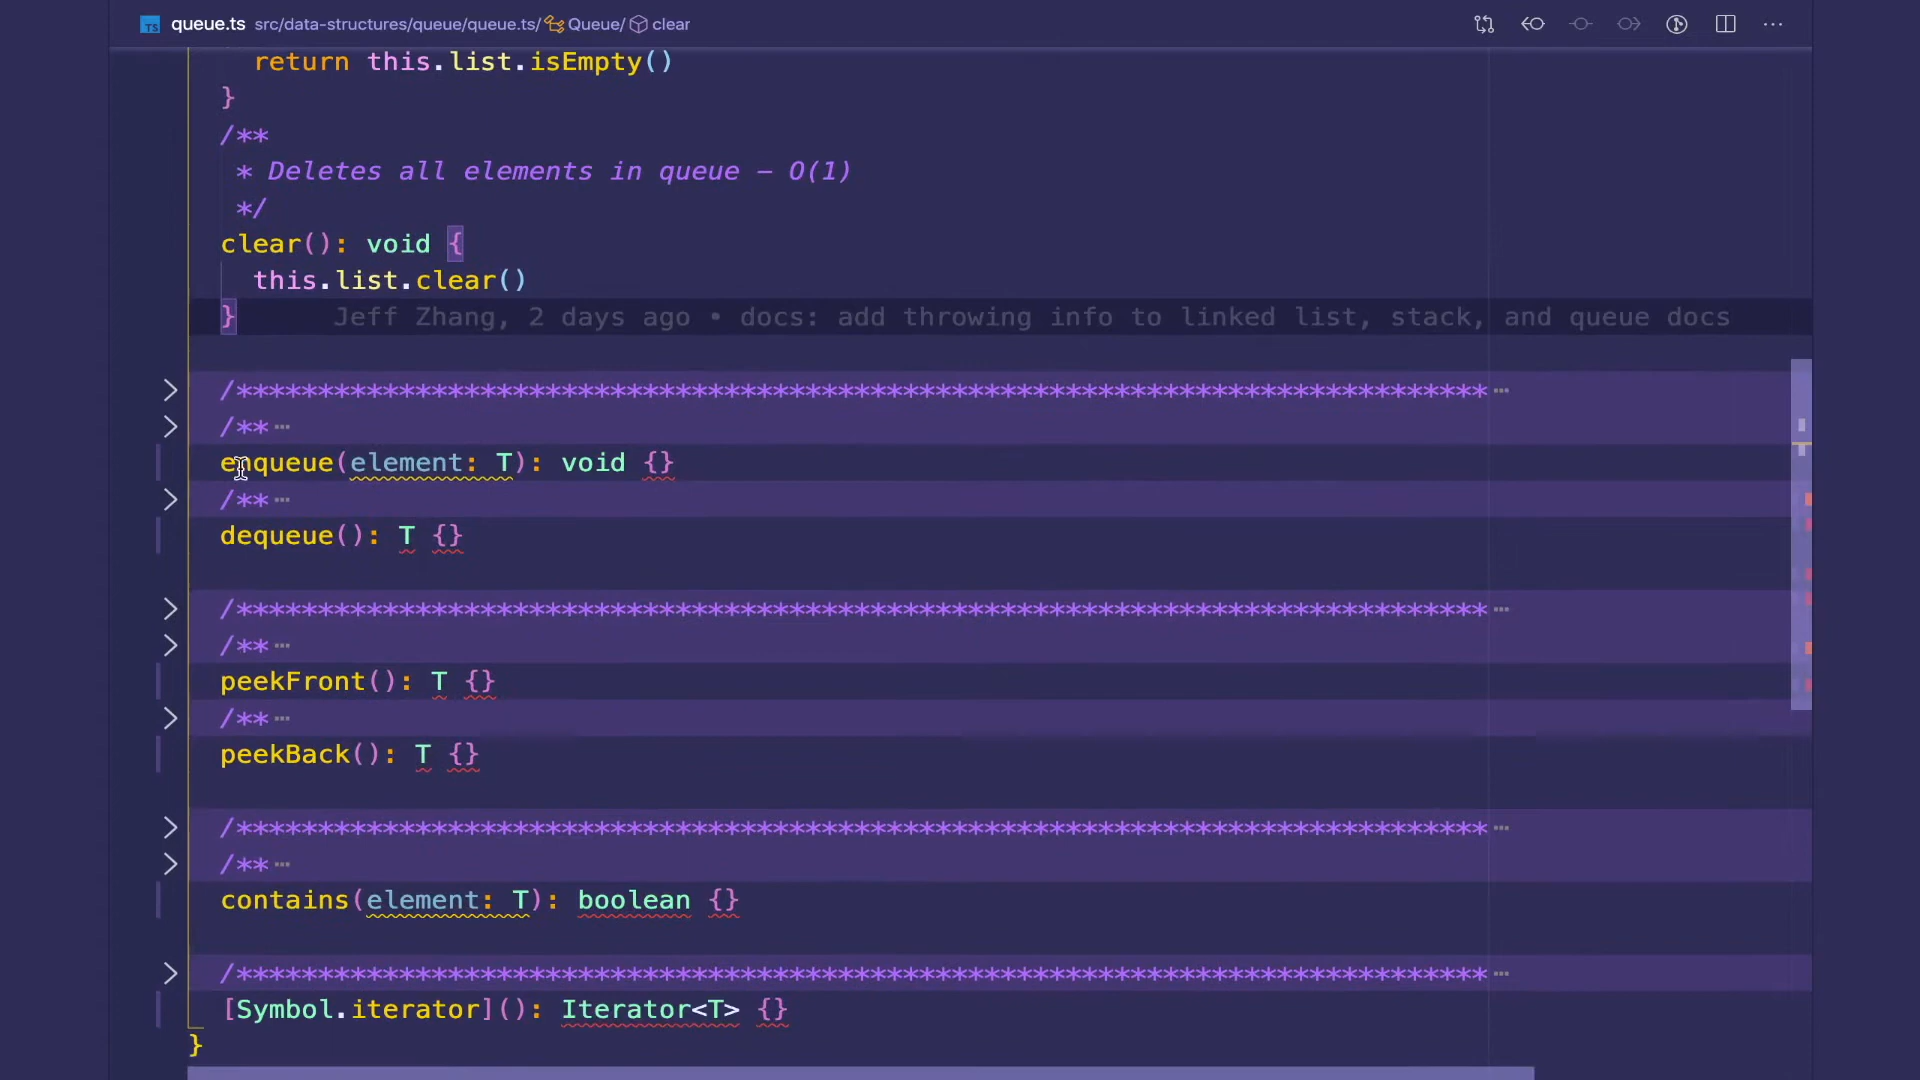 TS queue.ts src/data-structures/queue/queue.ts/ Queue/ clear
return this.list.isEmpty()
}
/**
* Deletes all elements in queue – O(1)
*/
clear(): void {
this.list.clear()
} Jeff Zhang, 2 days ago • docs: add throwing info to linked list, stack, and queue docs
/***************************************************************************** ⋯
/** ⋯
enqueue(element: T): void {}
/** ⋯
dequeue(): T {}
/***************************************************************************** ⋯
/** ⋯
peekFront(): T {}
/** ⋯
peekBack(): T {}
/***************************************************************************** ⋯
/** ⋯
contains(element: T): boolean {}
/***************************************************************************** ⋯
[Symbol.iterator](): Iterator<T> {}
}